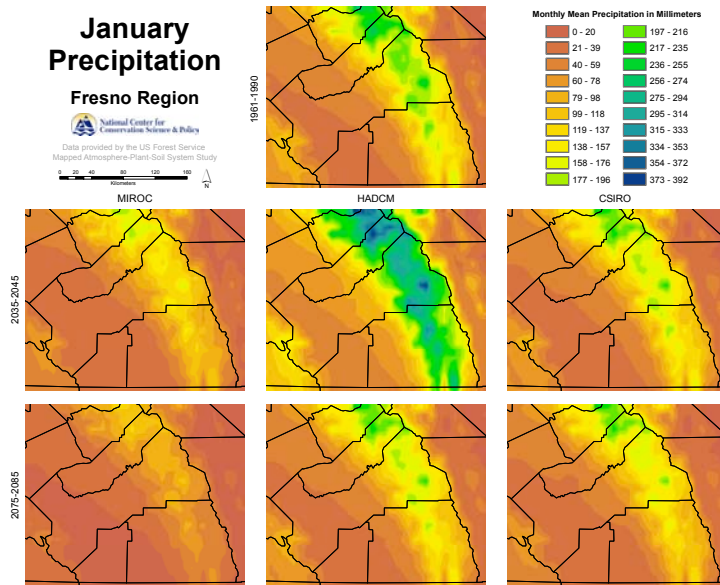 January
Precipitation
Fresno Region
National Center for
Conservation Science & Policy
Data provided by the US Forest Service
Mapped Atmosphere-Plant-Soil System Study
0 20 40 80 120 160
Kilometers
N
1961-1990
Monthly Mean Precipitation in Millimeters
0 - 20
21 - 39
40 - 59
60 - 78
79 - 98
99 - 118
119 - 137
138 - 157
158 - 176
177 - 196
197 - 216
217 - 235
236 - 255
256 - 274
275 - 294
295 - 314
315 - 333
334 - 353
354 - 372
373 - 392
MIROC
HADCM
CSIRO
2035-2045
2075-2085